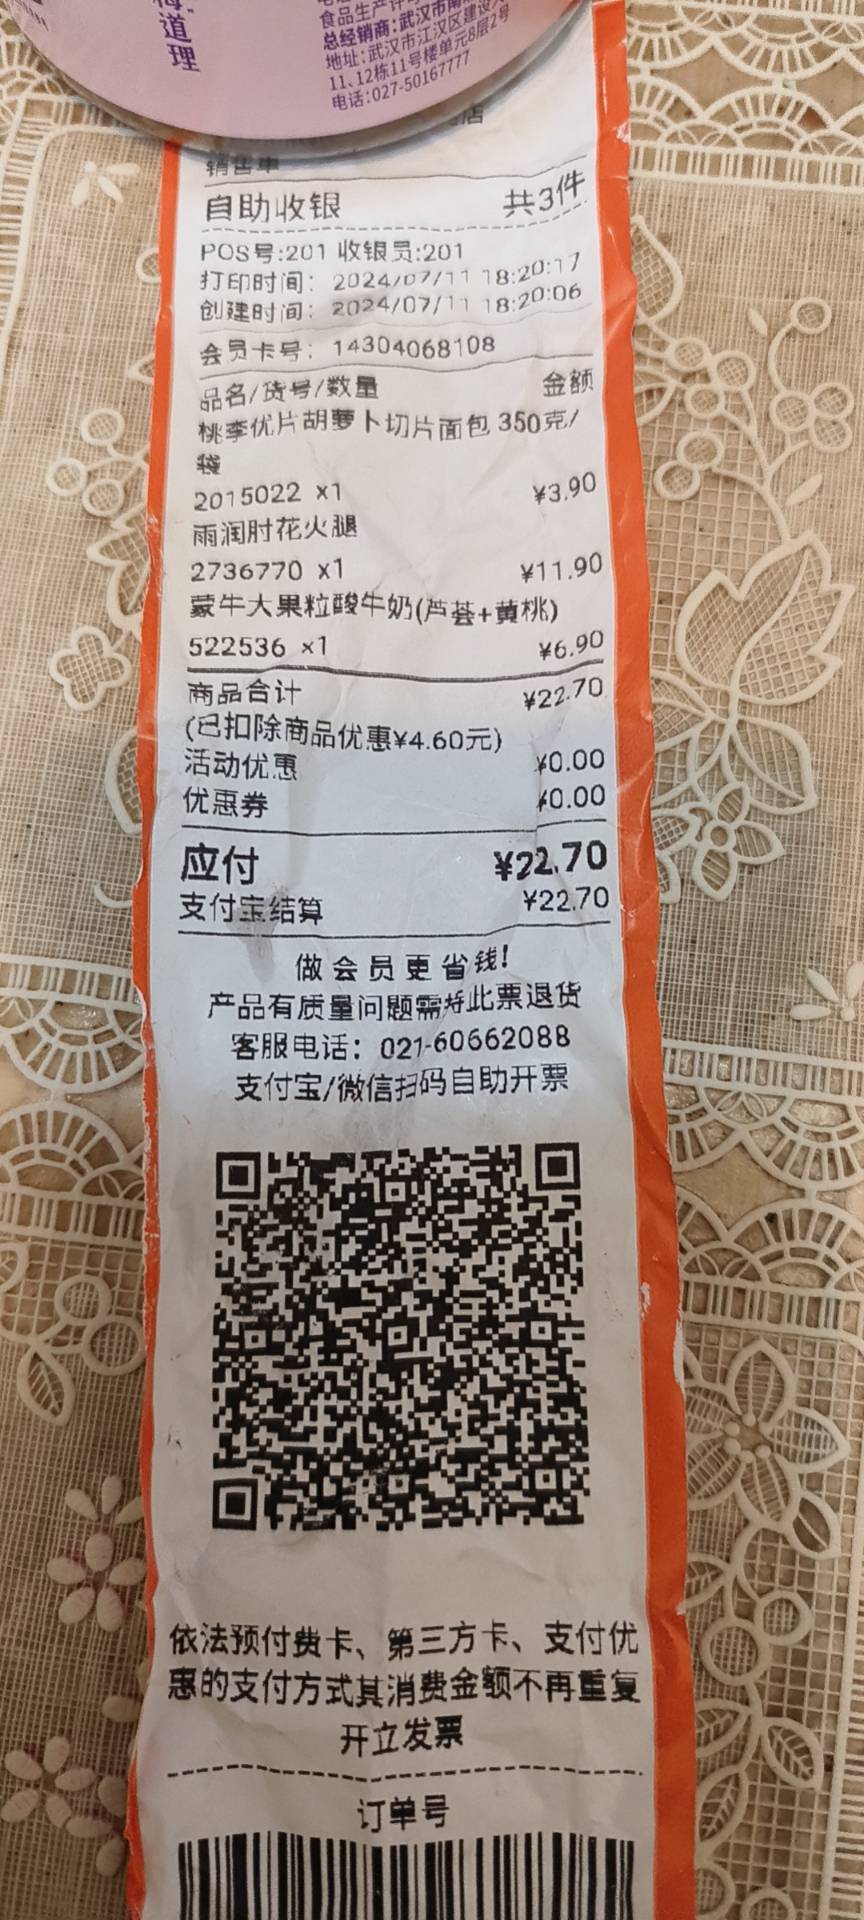 道理
食品生产许
总经销商:武汉市南
地址:武汉市江汉区建设
11、12栋11号楼单元8层2号
电话:027-50167777
店
销售单
自助收银 共3件
POS号:201 收银员:201
打印时间: 2024/07/11 18:20:17
创建时间: 2024/07/11 18:20:06
会员卡号: 14304068108
品名/货号/数量 金额
桃李优片胡萝卜切片面包 350克/
袋
2015022 x1 ¥3.90
雨润肘花火腿
2736770 x1 ¥11.90
蒙牛大果粒酸牛奶(芦荟+黄桃)
522536 x1 ¥6.90
商品合计 ¥22.70
(已扣除商品优惠¥4.60元)
活动优惠 ¥0.00
优惠券 ¥0.00
应付 ¥22.70
支付宝结算 ¥22.70
做会员更省钱!
产品有质量问题需持此票退货
客服电话: 021-60662088
支付宝/微信扫码自助开票
依法预付费卡、第三方卡、支付优
惠的支付方式其消费金额不再重复
开立发票
订单号